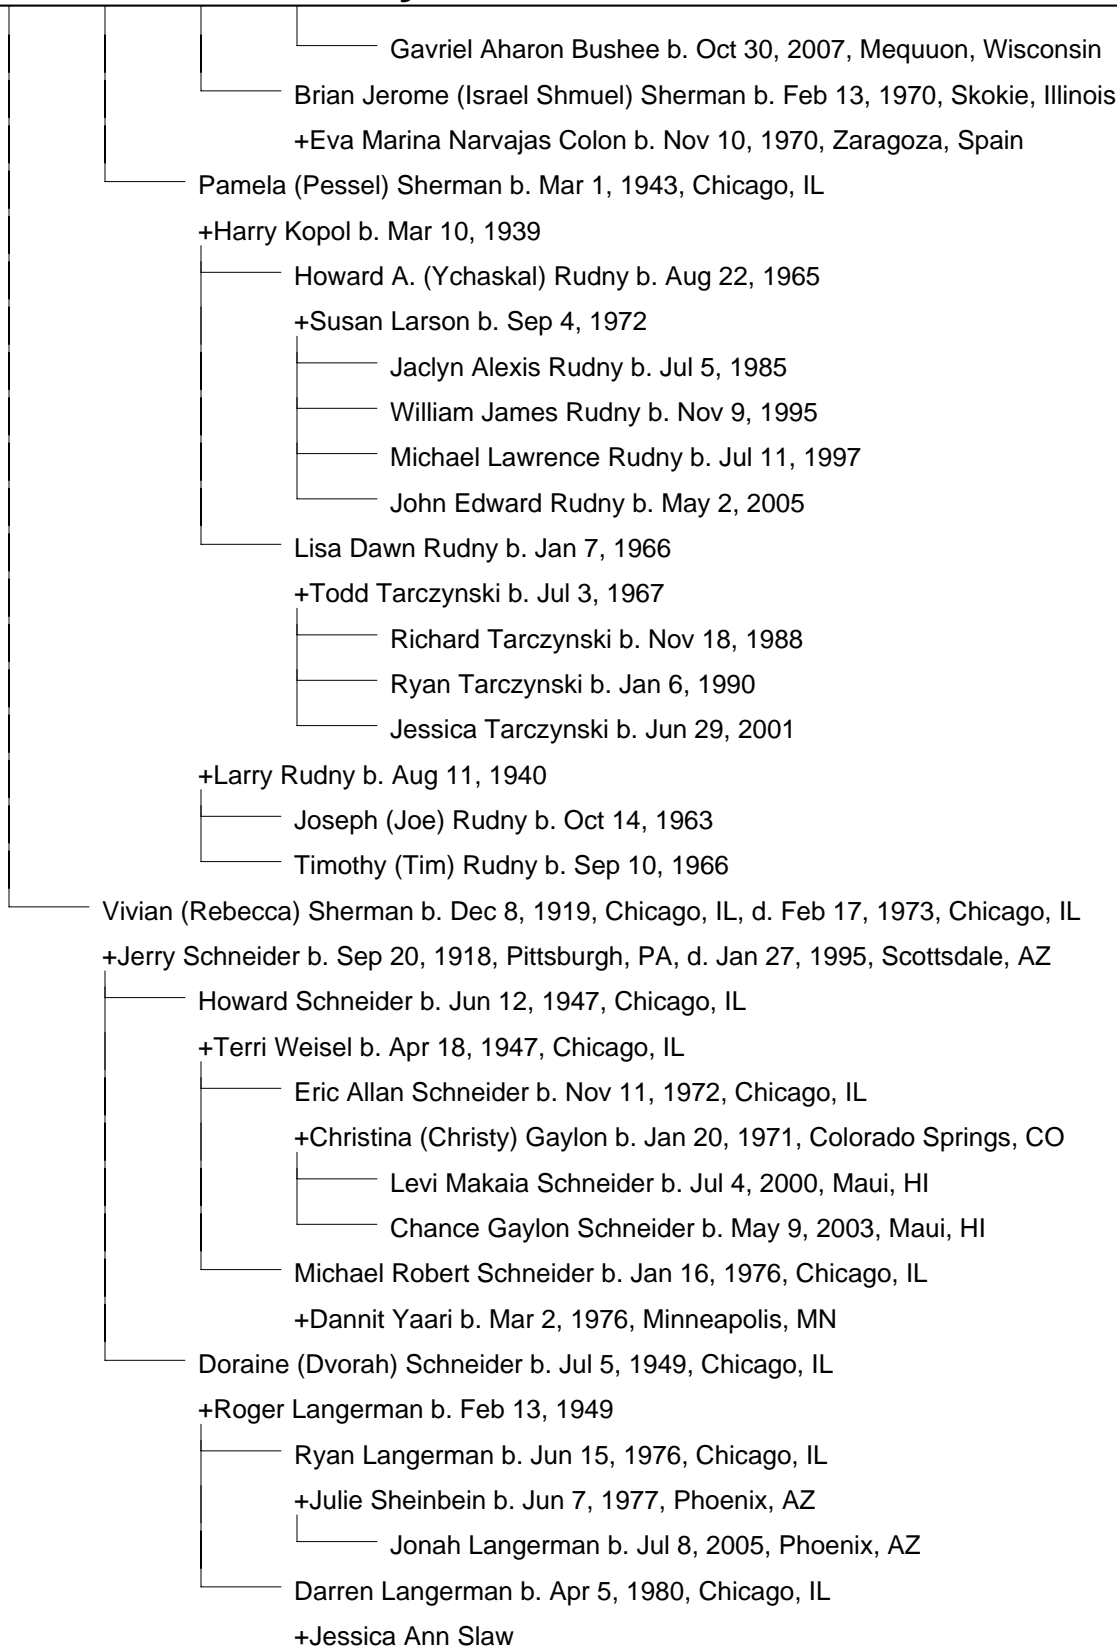 Gavriel Aharon Bushee b. Oct 30, 2007, Mequuon, Wisconsin
Brian Jerome (Israel Shmuel) Sherman b. Feb 13, 1970, Skokie, Illinois
+Eva Marina Narvajas Colon b. Nov 10, 1970, Zaragoza, Spain
Pamela (Pessel) Sherman b. Mar 1, 1943, Chicago, IL
+Harry Kopol b. Mar 10, 1939
Howard A. (Ychaskal) Rudny b. Aug 22, 1965
+Susan Larson b. Sep 4, 1972
Jaclyn Alexis Rudny b. Jul 5, 1985
William James Rudny b. Nov 9, 1995
Michael Lawrence Rudny b. Jul 11, 1997
John Edward Rudny b. May 2, 2005
Lisa Dawn Rudny b. Jan 7, 1966
+Todd Tarczynski b. Jul 3, 1967
Richard Tarczynski b. Nov 18, 1988
Ryan Tarczynski b. Jan 6, 1990
Jessica Tarczynski b. Jun 29, 2001
+Larry Rudny b. Aug 11, 1940
Joseph (Joe) Rudny b. Oct 14, 1963
Timothy (Tim) Rudny b. Sep 10, 1966
Vivian (Rebecca) Sherman b. Dec 8, 1919, Chicago, IL, d. Feb 17, 1973, Chicago, IL
+Jerry Schneider b. Sep 20, 1918, Pittsburgh, PA, d. Jan 27, 1995, Scottsdale, AZ
Howard Schneider b. Jun 12, 1947, Chicago, IL
+Terri Weisel b. Apr 18, 1947, Chicago, IL
Eric Allan Schneider b. Nov 11, 1972, Chicago, IL
+Christina (Christy) Gaylon b. Jan 20, 1971, Colorado Springs, CO
Levi Makaia Schneider b. Jul 4, 2000, Maui, HI
Chance Gaylon Schneider b. May 9, 2003, Maui, HI
Michael Robert Schneider b. Jan 16, 1976, Chicago, IL
+Dannit Yaari b. Mar 2, 1976, Minneapolis, MN
Doraine (Dvorah) Schneider b. Jul 5, 1949, Chicago, IL
+Roger Langerman b. Feb 13, 1949
Ryan Langerman b. Jun 15, 1976, Chicago, IL
+Julie Sheinbein b. Jun 7, 1977, Phoenix, AZ
Jonah Langerman b. Jul 8, 2005, Phoenix, AZ
Darren Langerman b. Apr 5, 1980, Chicago, IL
+Jessica Ann Slaw